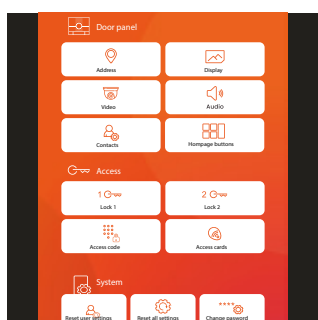 Door panel
Address
Display
Video
Audio
Contacts
Hompage buttons
Access
1
Lock 1
2
Lock 2
Access code
Access cards
System
Reset user settings
Reset all settings
****
Change pasword